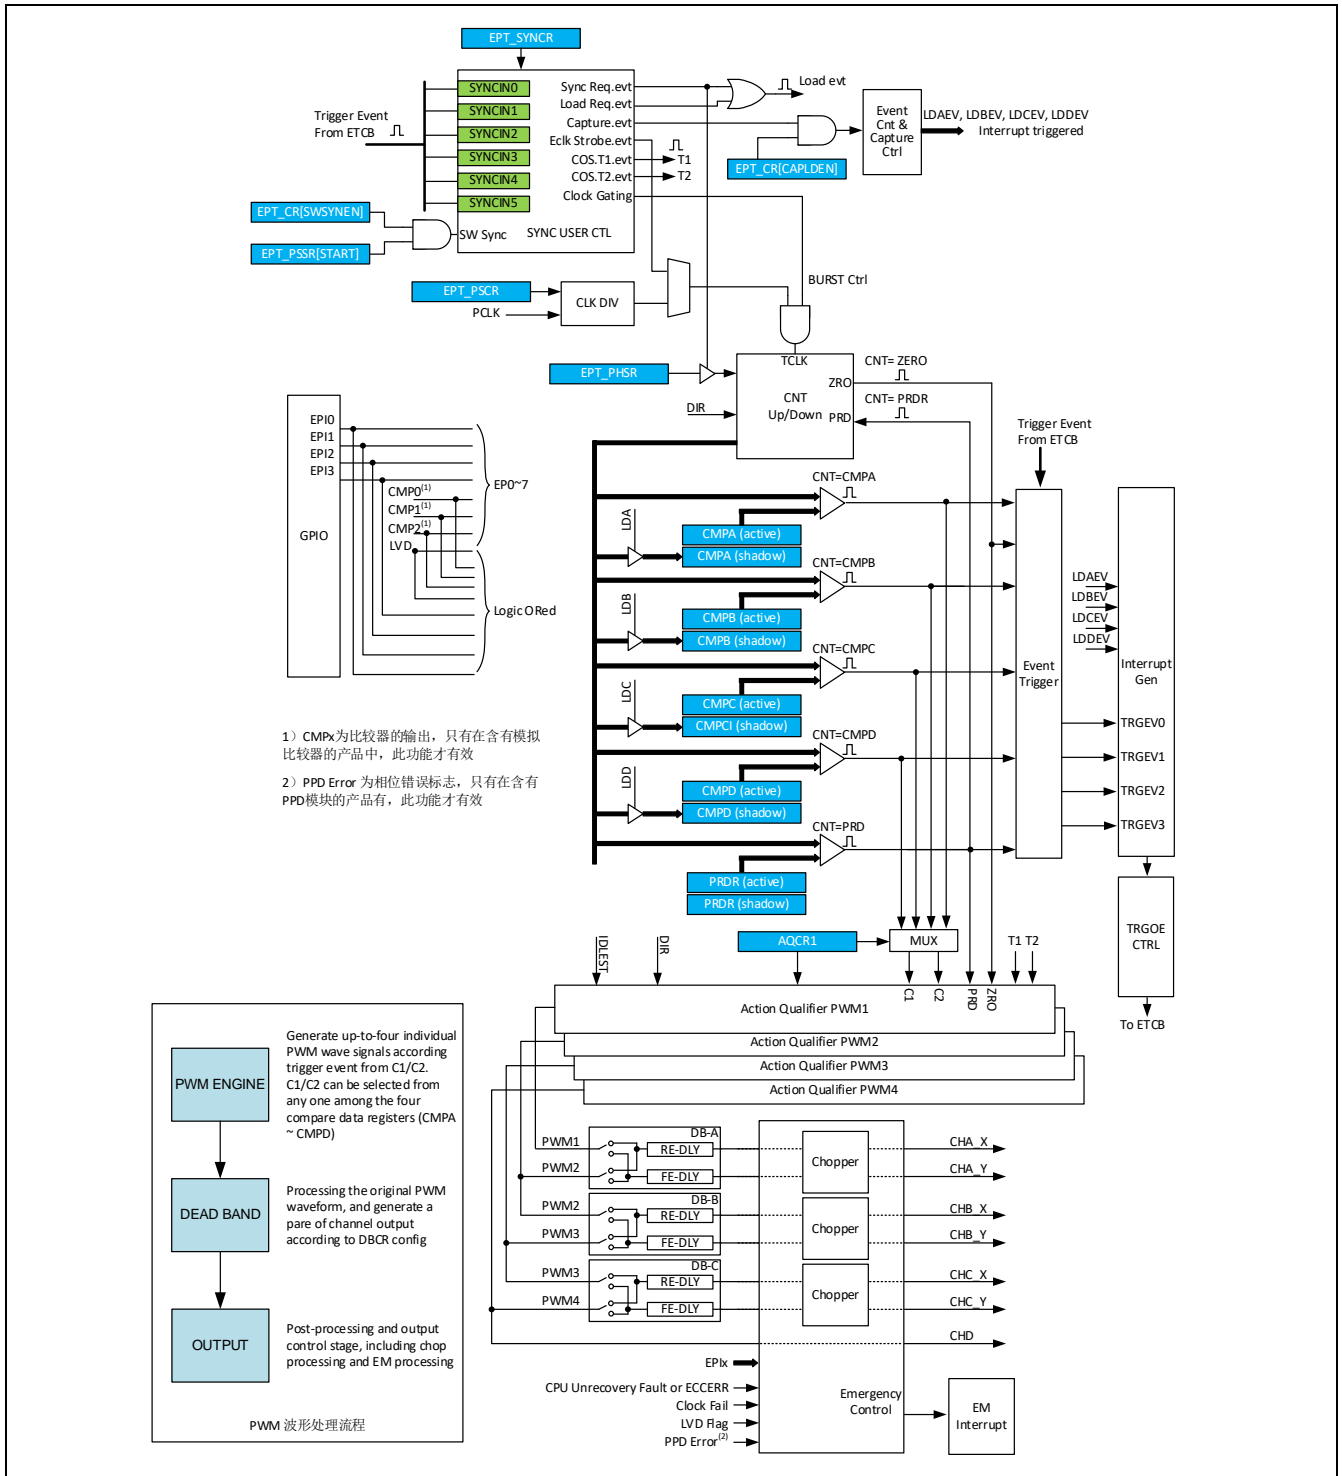 EPT_SYNCR
SYNCIN0
SYNCIN1
SYNCIN2
SYNCIN3
SYNCIN4
SYNCIN5
Sync Req.evt
Load Req.evt
Capture.evt
Eclk Strobe.evt
COS.T1.evt
COS.T2.evt
Clock Gating
SW Sync
SYNC USER CTL
Trigger Event
From ETCB
Load evt
T1
T2
Event
Cnt &
Capture
Ctrl
LDAEV, LDBEV, LDCEV, LDDEV
Interrupt triggered
EPT_CR[CAPLDEN]
EPT_CR[SWSYNEN]
EPT_PSSR[START]
BURST Ctrl
EPT_PSCR
PCLK
CLK DIV
EPT_PHSR
DIR
TCLK
ZRO
CNT
Up/Down
PRD
CNT= ZERO
CNT= PRDR
EPI0
EPI1
EPI2
EPI3
CMP0(1)
CMP1(1)
CMP2(1)
LVD
GPIO
EP0~7
Logic ORed
Trigger Event
From ETCB
CNT=CMPA
LDA
CMPA (active)
CMPA (shadow)
CNT=CMPB
LDB
CMPB (active)
CMPB (shadow)
CNT=CMPC
LDC
CMPC (active)
CMPCI (shadow)
CNT=CMPD
LDD
CMPD (active)
CMPD (shadow)
CNT=PRD
PRDR (active)
PRDR (shadow)
Event
Trigger
LDAEV
LDBEV
LDCEV
LDDEV
Interrupt
Gen
TRGEV0
TRGEV1
TRGEV2
TRGEV3
TRGOE
CTRL
To ETCB
1）CMPx为比较器的输出，只有在含有模拟
比较器的产品中，此功能才有效
2）PPD Error 为相位错误标志，只有在含有
PPD模块的产品有，此功能才有效
IDLEST
DIR
AQCR1
MUX
C1
C2
PRD
ZRO
T1 T2
Action Qualifier PWM1
Action Qualifier PWM2
Action Qualifier PWM3
Action Qualifier PWM4
PWM ENGINE
Generate up-to-four individual
PWM wave signals according
trigger event from C1/C2.
C1/C2 can be selected from
any one among the four
compare data registers (CMPA
~ CMPD)
DEAD BAND
Processing the original PWM
waveform, and generate a
pare of channel output
according to DBCR config
OUTPUT
Post-processing and output
control stage, including chop
processing and EM processing
PWM 波形处理流程
DB-A
PWM1
RE-DLY
PWM2
FE-DLY
Chopper
CHA_X
CHA_Y
DB-B
PWM2
RE-DLY
PWM3
FE-DLY
Chopper
CHB_X
CHB_Y
DB-C
PWM3
RE-DLY
PWM4
FE-DLY
Chopper
CHC_X
CHC_Y
CHD
EPIx
CPU Unrecovery Fault or ECCERR
Clock Fail
LVD Flag
PPD Error(2)
Emergency
Control
EM
Interrupt